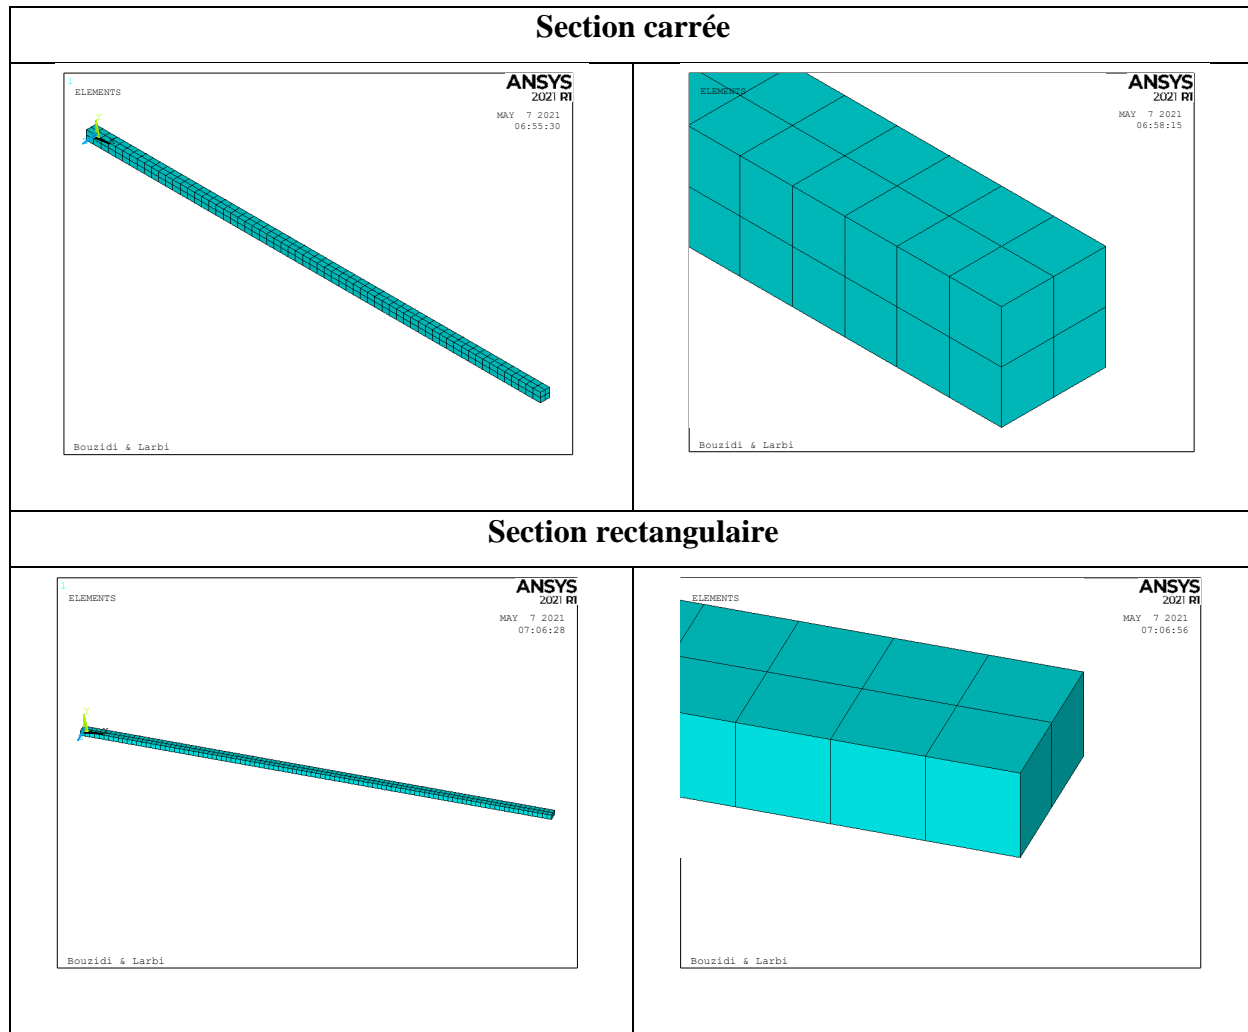 Section carrée
1
ELEMENTS
ANSYS
2021 R1
MAY 7 2021
06:55:30
Y
Bouzidi & Larbi
ELEMENTS
ANSYS
2021 R1
MAY 7 2021
06:58:15
Bouzidi & Larbi
Section rectangulaire
1
ELEMENTS
ANSYS
2021 R1
MAY 7 2021
07:06:28
Y
Bouzidi & Larbi
ELEMENTS
ANSYS
2021 R1
MAY 7 2021
07:06:56
Bouzidi & Larbi